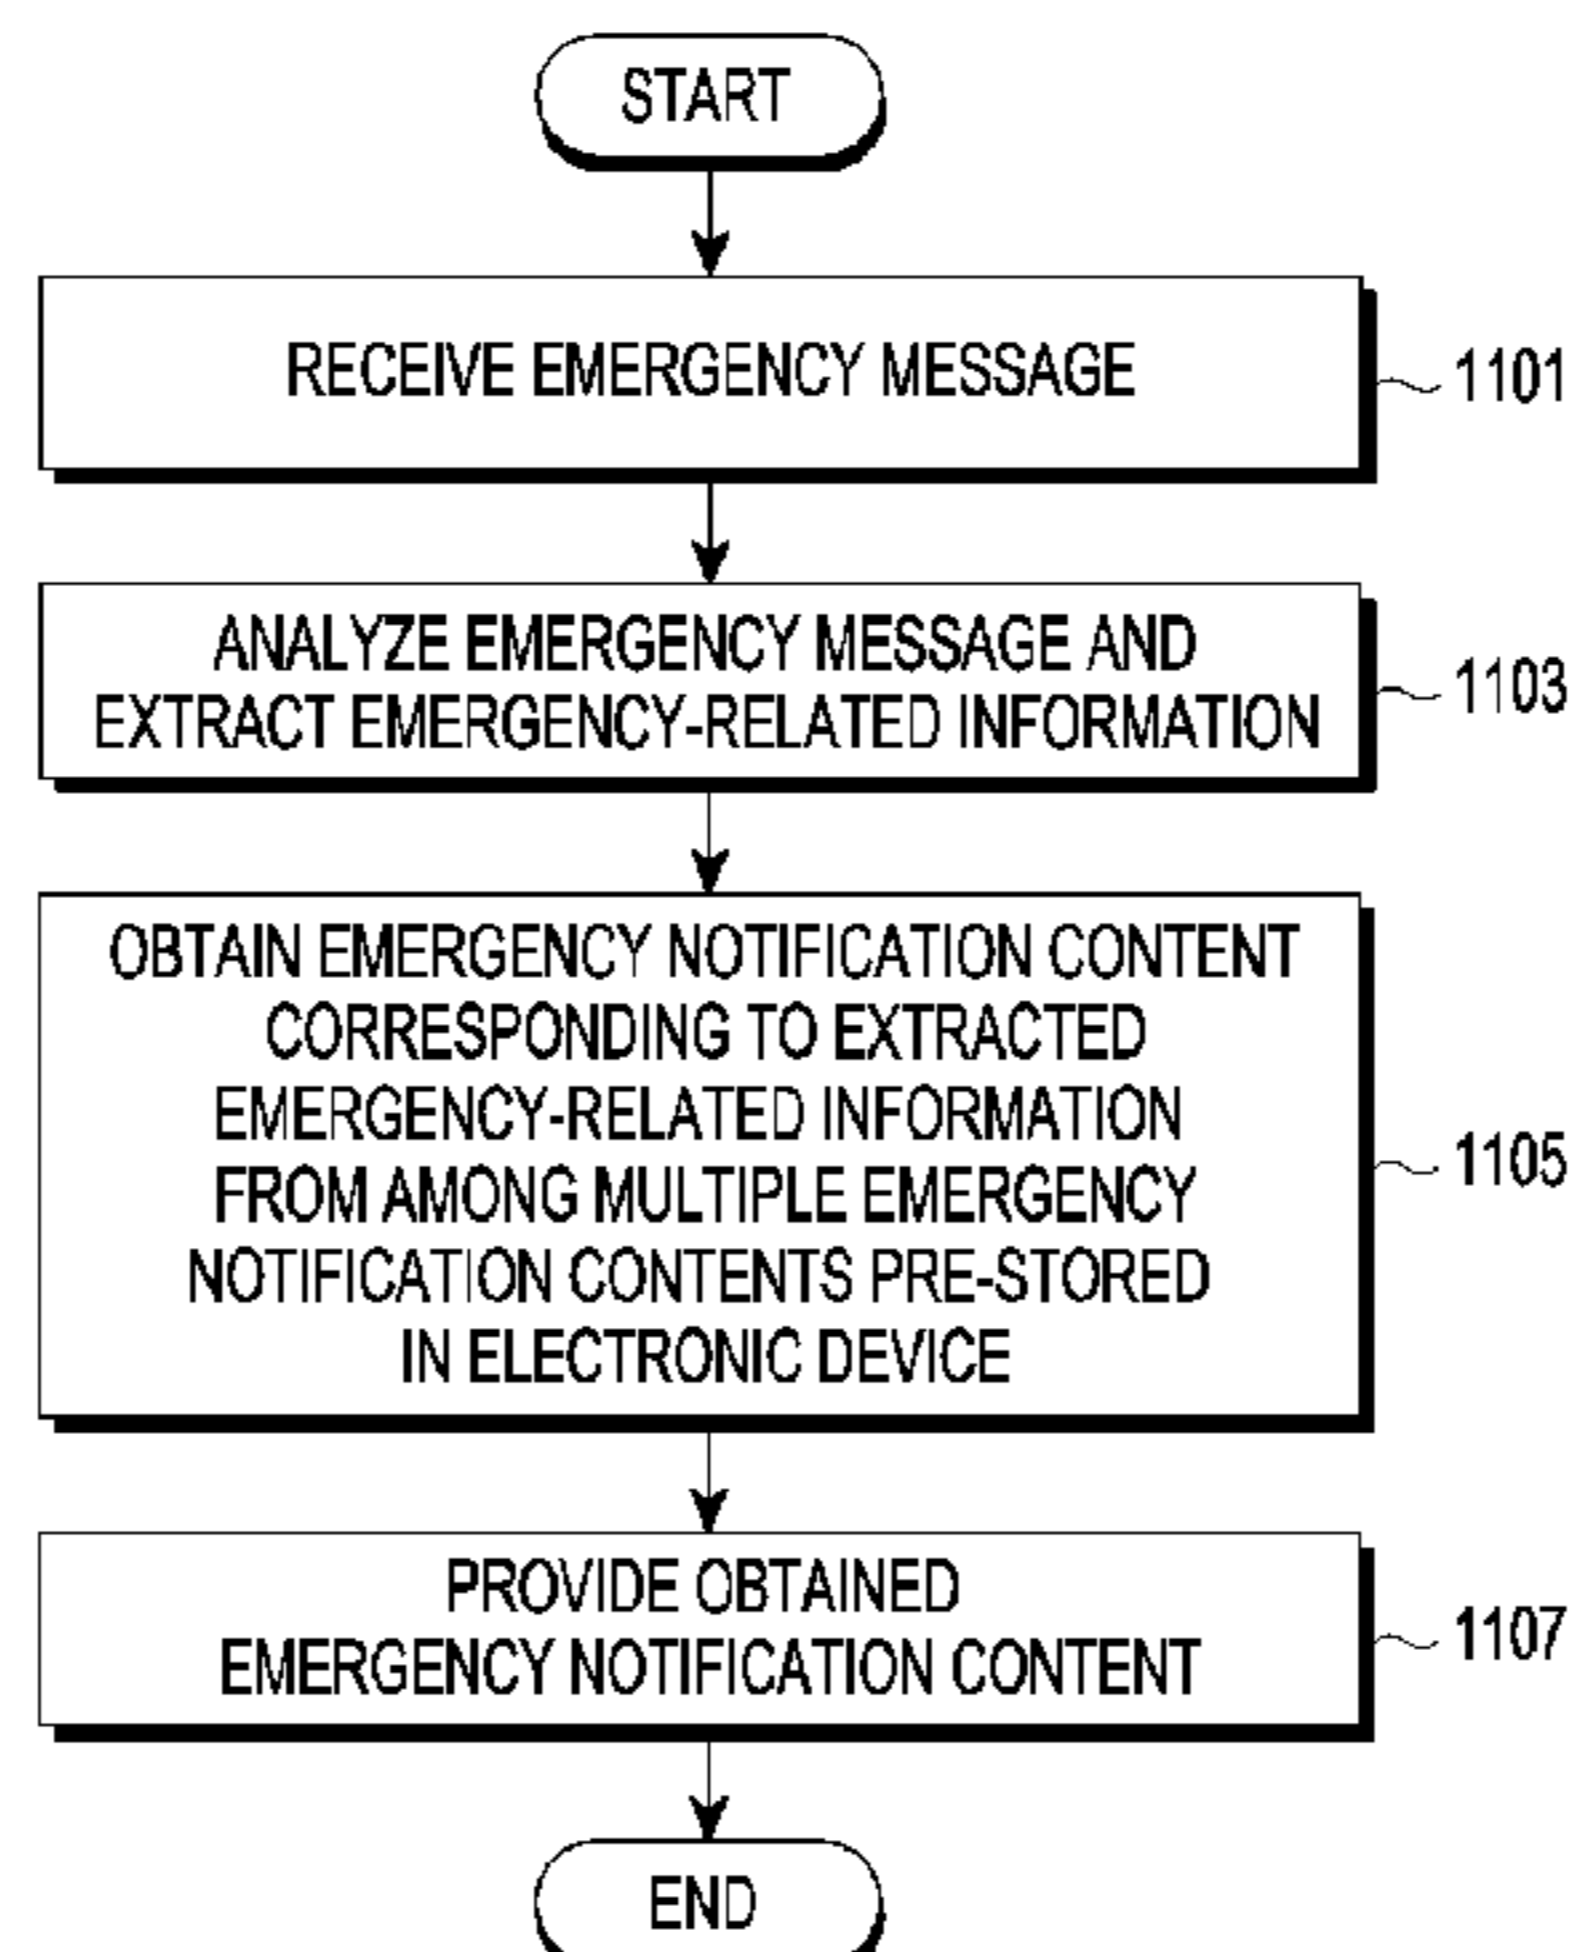 START
RECEIVE EMERGENCY MESSAGE
1101
ANALYZE EMERGENCY MESSAGE AND
EXTRACT EMERGENCY-RELATED INFORMATION
1103
OBTAIN EMERGENCY NOTIFICATION CONTENT
CORRESPONDING TO EXTRACTED
EMERGENCY-RELATED INFORMATION
FROM AMONG MULTIPLE EMERGENCY
NOTIFICATION CONTENTS PRE-STORED
IN ELECTRONIC DEVICE
1105
PROVIDE OBTAINED
EMERGENCY NOTIFICATION CONTENT
1107
END